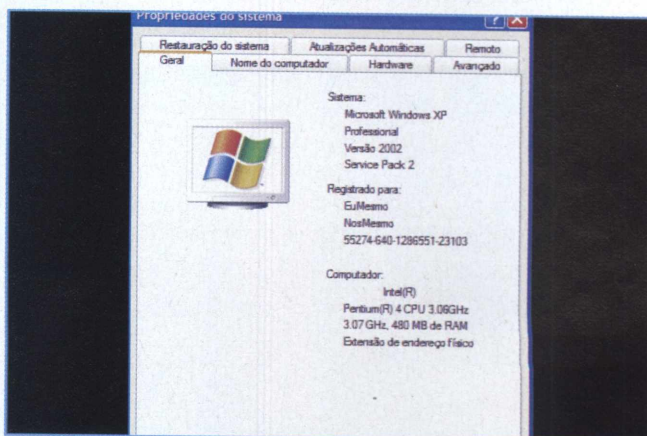 Propriedades do sistema
Restauração do sistema
Atualizações Automáticas
Remoto
Geral
Nome do computador
Hardware
Avançado
Sistema:
Microsoft Windows XP
Professional
Versão 2002
Service Pack 2
Registrado para:
EuMesmo
NosMesmo
55274-640-1286551-23103
Computador:
Intel(R)
Pentium(R) 4 CPU 3.06GHz
3.07 GHz, 480 MB de RAM
Extensão de endereço físico